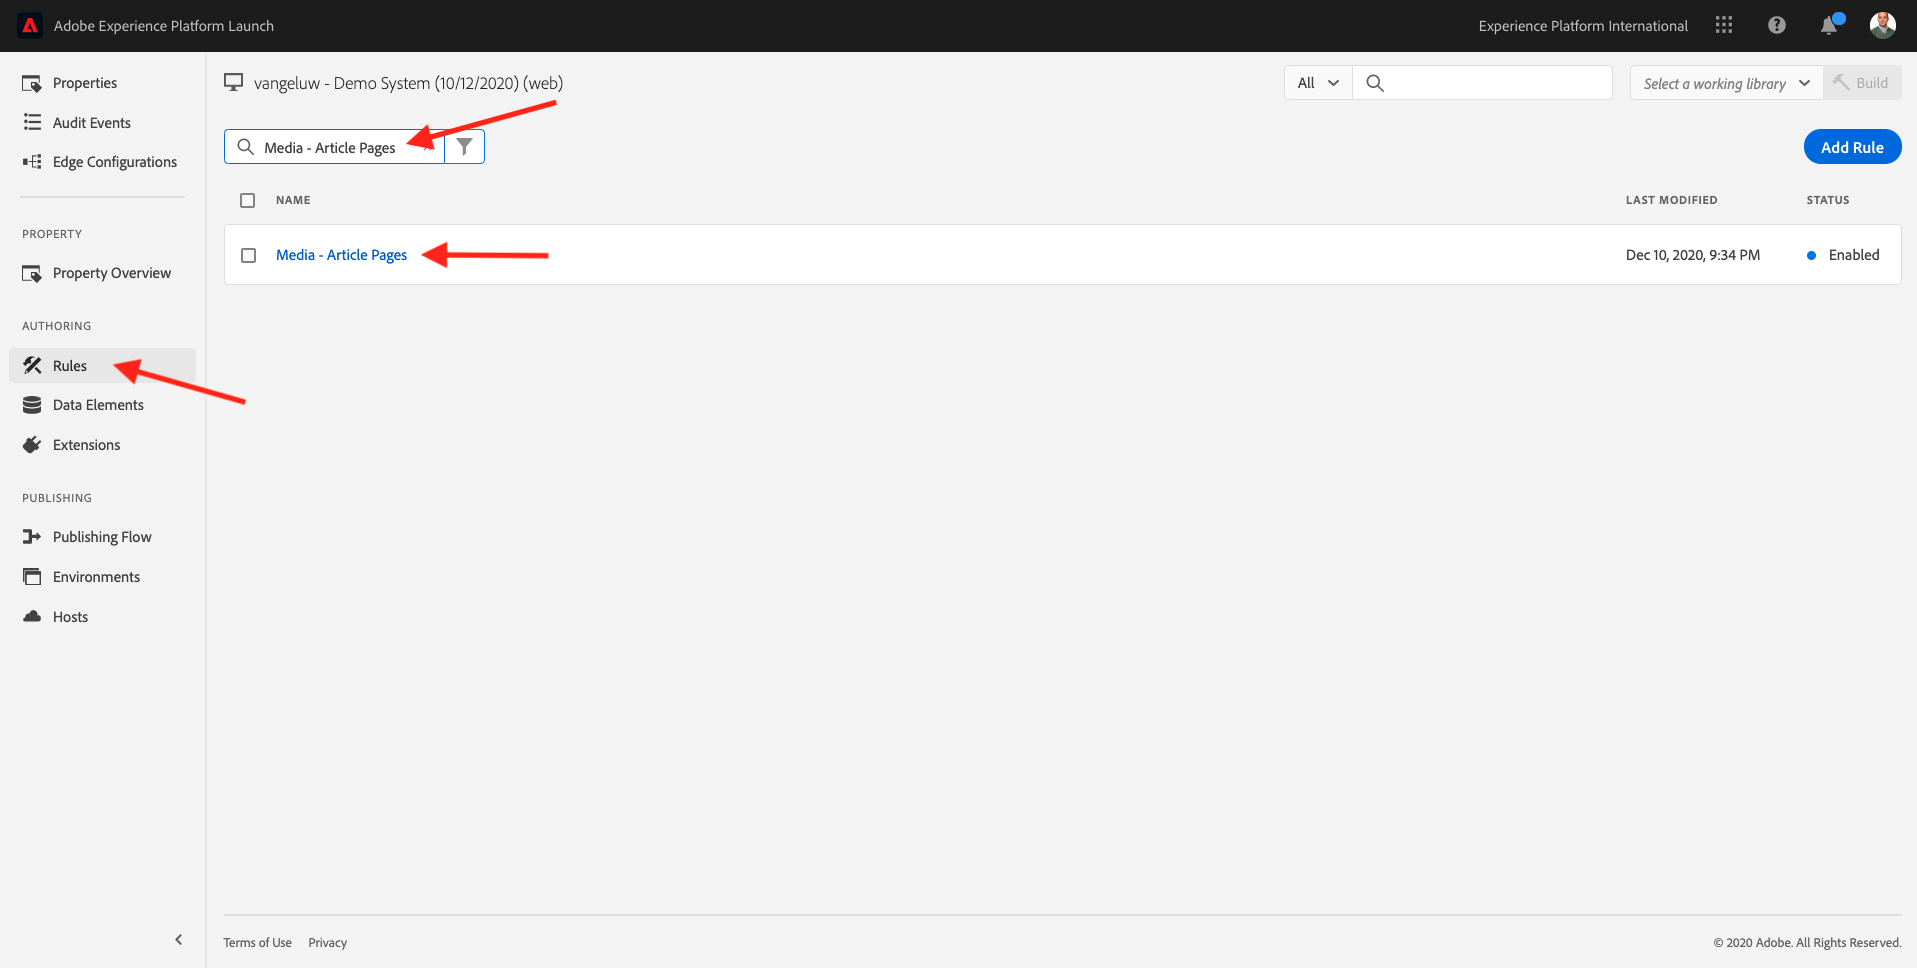 Adobe Experience Platform Launch
Experience Platform International
Properties
Audit Events
Edge Configurations
PROPERTY
Property Overview
AUTHORING
Rules
Data Elements
Extensions
PUBLISHING
Publishing Flow
Environments
Hosts
vangeluw - Demo System (10/12/2020) (web)
All
Select a working library
Build
Media - Article Pages
Add Rule
NAME LAST MODIFIED STATUS
Media - Article Pages Dec 10, 2020, 9:34 PM Enabled
Terms of Use Privacy
© 2020 Adobe. All Rights Reserved.